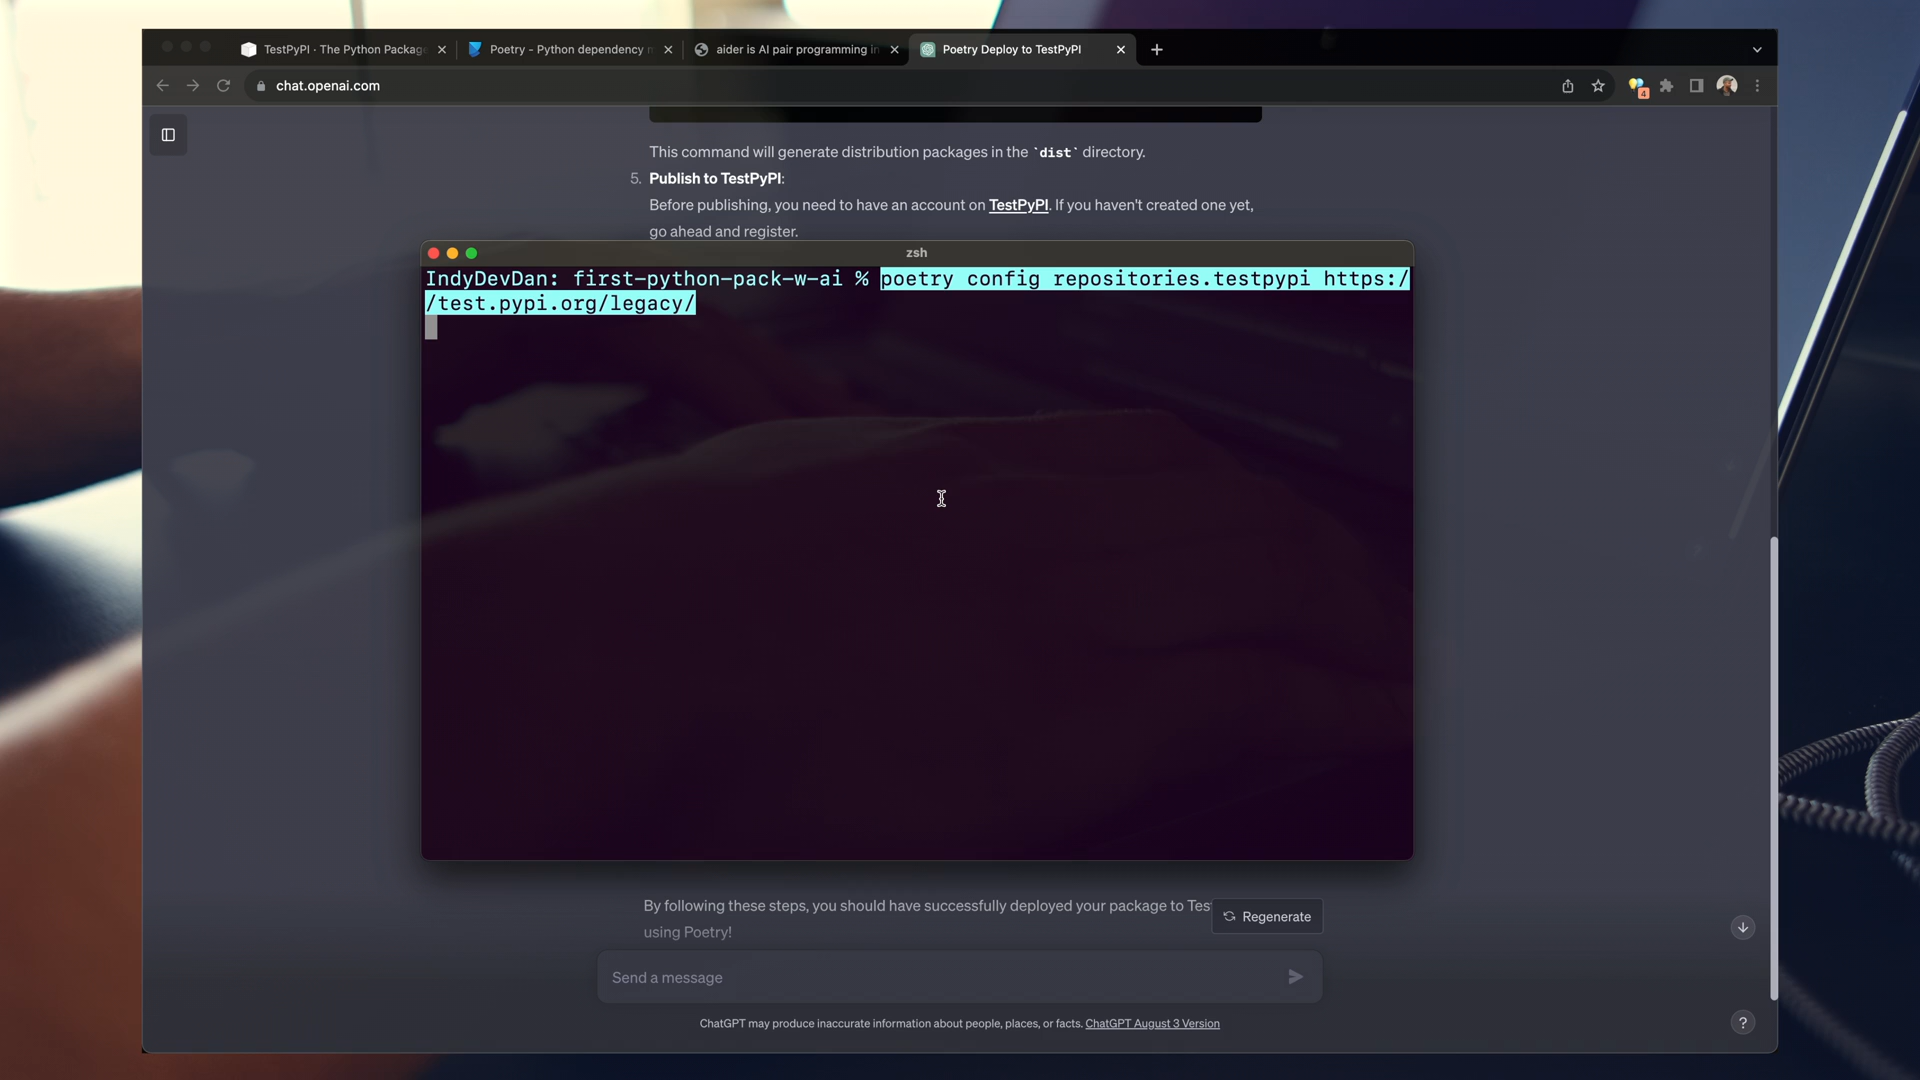 TestPyPI · The Python Package
Poetry - Python dependency m
aider is AI pair programming in
Poetry Deploy to TestPyPI
chat.openai.com
4
This command will generate distribution packages in the `dist` directory.
5. Publish to TestPyPI:
Before publishing, you need to have an account on TestPyPI. If you haven't created one yet,
go ahead and register.
zsh
IndyDevDan: first-python-pack-w-ai % poetry config repositories.testpypi https:/
/test.pypi.org/legacy/
By following these steps, you should have successfully deployed your package to Tes
using Poetry!
Regenerate
Send a message
ChatGPT may produce inaccurate information about people, places, or facts. ChatGPT August 3 Version
?